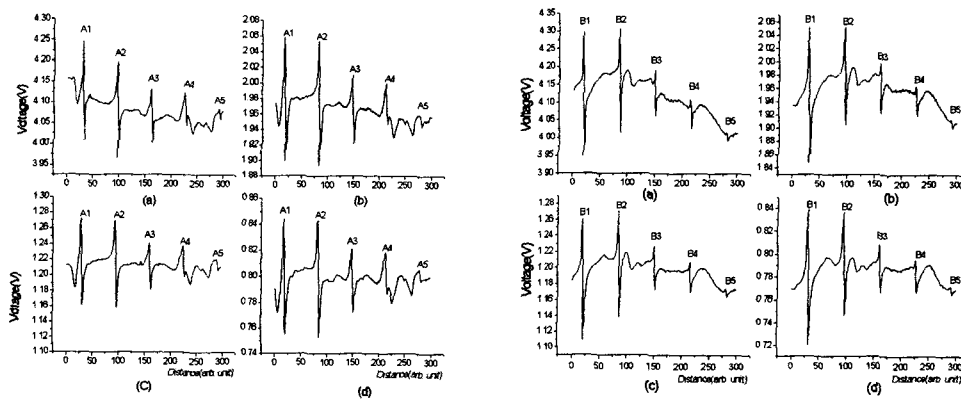 4.30
4.25
4.20
4.15
4.10
4.05
4.00
3.95
Vdtage(V)
A1
A2
A3
A4
A5
0 50 100 150 200 250 300
(a)
2.06
2.04
2.02
2.00
1.98
1.96
1.94
1.92
1.90
1.88
A1
A2
A3
A4
A5
0 50 100 150 200 250 300
(b)
4.35
4.30
4.25
4.20
4.15
4.10
4.05
4.00
3.95
3.90
Voltage(V)
B1
B2
B3
B4
B5
0 50 100 150 200 250 300
(a)
2.06
2.04
2.02
2.00
1.98
1.96
1.94
1.92
1.90
1.88
1.86
1.84
B1
B2
B3
B4
B5
0 50 100 150 200 250 300
(b)
1.30
1.28
1.26
1.24
1.22
1.20
1.18
1.16
1.14
1.12
1.10
Vdtage(V)
A1
A2
A3
A4
A5
0 50 100 150 200 250 300
Distance(arb unit)
(C)
0.84
0.82
0.80
0.78
0.76
0.74
A1
A2
A3
A4
A5
0 50 100 150 200 250 300
Distance(arb unit)
(d)
1.30
1.28
1.26
1.24
1.22
1.20
1.18
1.16
1.14
1.12
1.10
1.09
Voltage(V)
B1
B2
B3
B4
B5
0 50 100 150 200 250 300
Distance(arb. unit)
(c)
0.84
0.82
0.80
0.78
0.76
0.74
0.72
B1
B2
B3
B4
B5
0 50 100 150 200 250 300
Distance(arb unit)
(d)